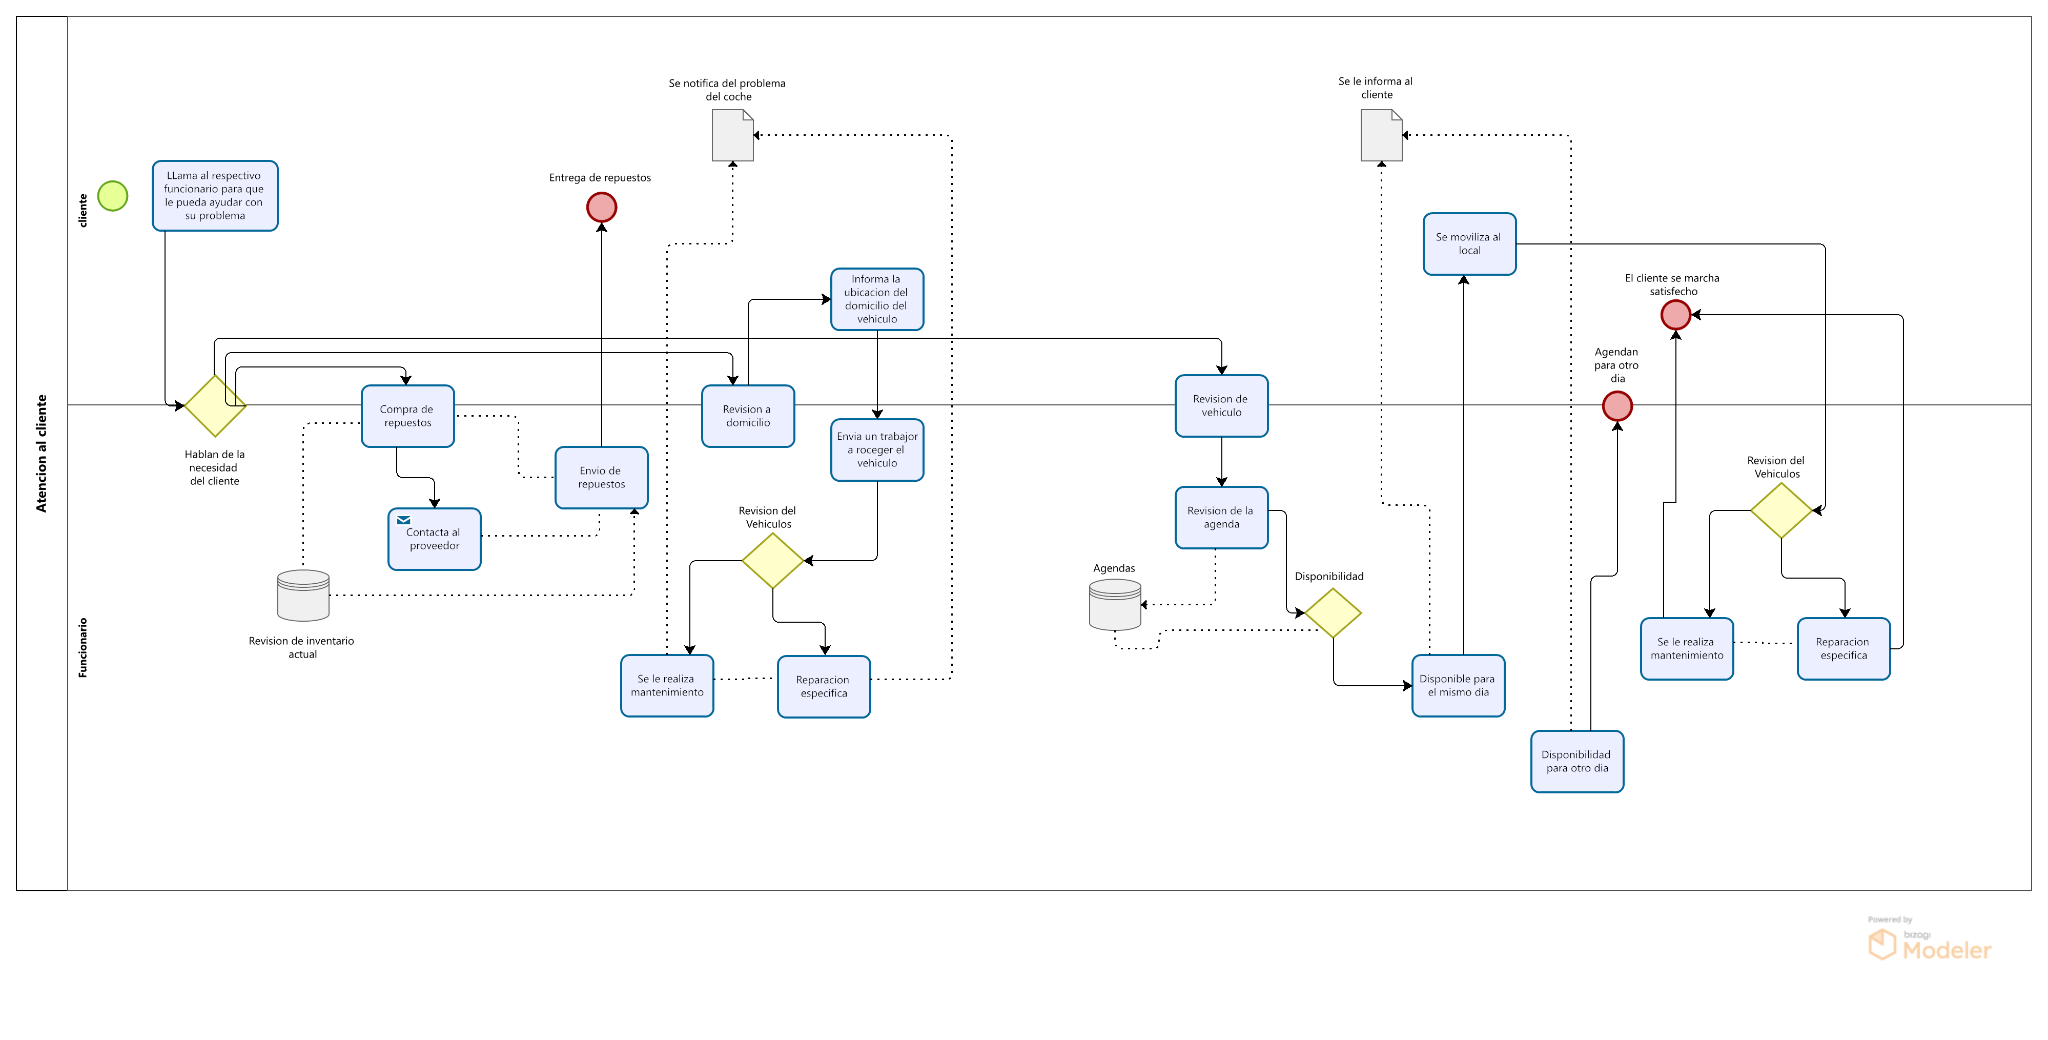 Atencion al cliente
cliente
Funcionario
LLama al respectivo
funcionario para que
le pueda ayudar con
su problema
Hablan de la
necesidad
del cliente
Compra de
repuestos
Contacta al
proveedor
Revision de inventario
actual
Entrega de repuestos
Envio de
repuestos
Se notifica del problema
del coche
Revision a
domicilio
Informa la
ubicacion del
domicilio del
vehiculo
Envia un trabajor
a roceger el
vehiculo
Revision del
Vehiculos
Se le realiza
mantenimiento
Reparacion
especifica
Revision de
vehiculo
Revision de la
agenda
Agendas
Disponibilidad
Se le informa al
cliente
Se moviliza al
local
Disponible para
el mismo dia
Disponibilidad
para otro dia
Agendan
para otro
dia
El cliente se marcha
satisfecho
Revision del
Vehiculos
Se le realiza
mantenimiento
Reparacion
especifica
Powered by
bizagi
Modeler